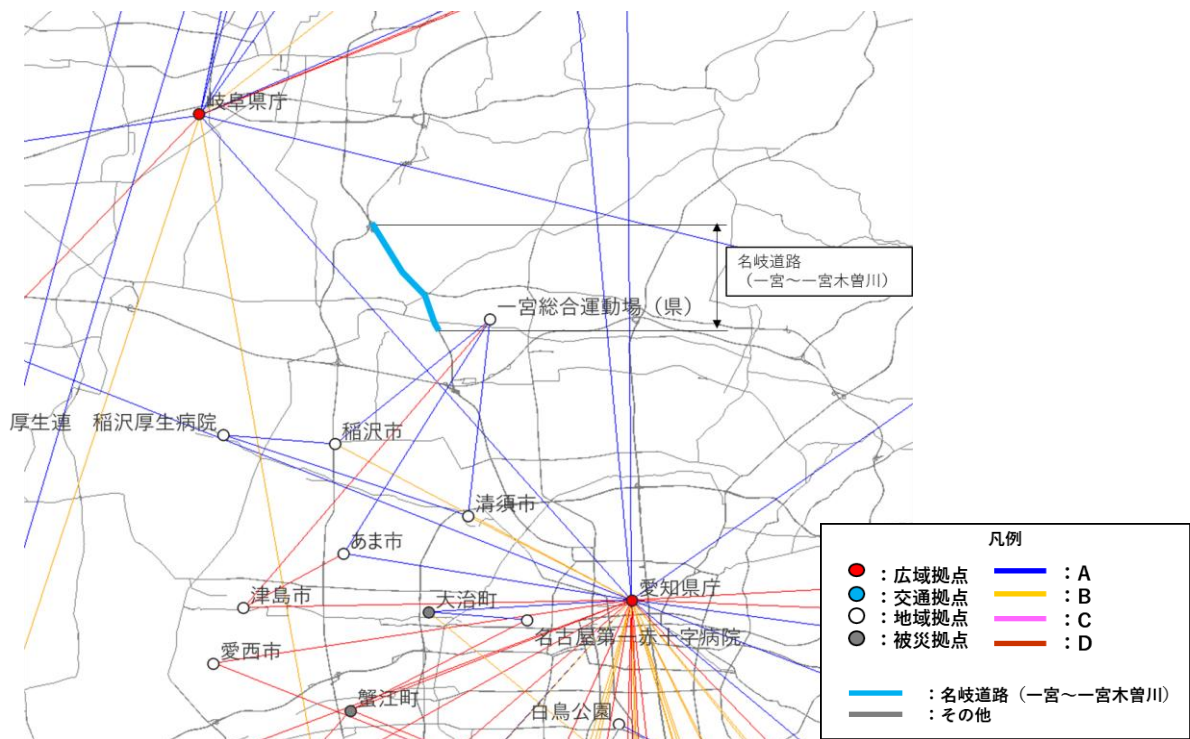 岐阜県庁
名岐道路
（一宮～一宮木曽川）
一宮総合運動場（県）
厚生連　稲沢厚生病院
稲沢市
清須市
あま市
津島市
大治町
愛知県庁
名古屋第一赤十字病院
愛西市
蟹江町
白鳥公園
凡例
：広域拠点
：A
：交通拠点
：B
：地域拠点
：C
：被災拠点
：D
：名岐道路（一宮～一宮木曽川）
：その他